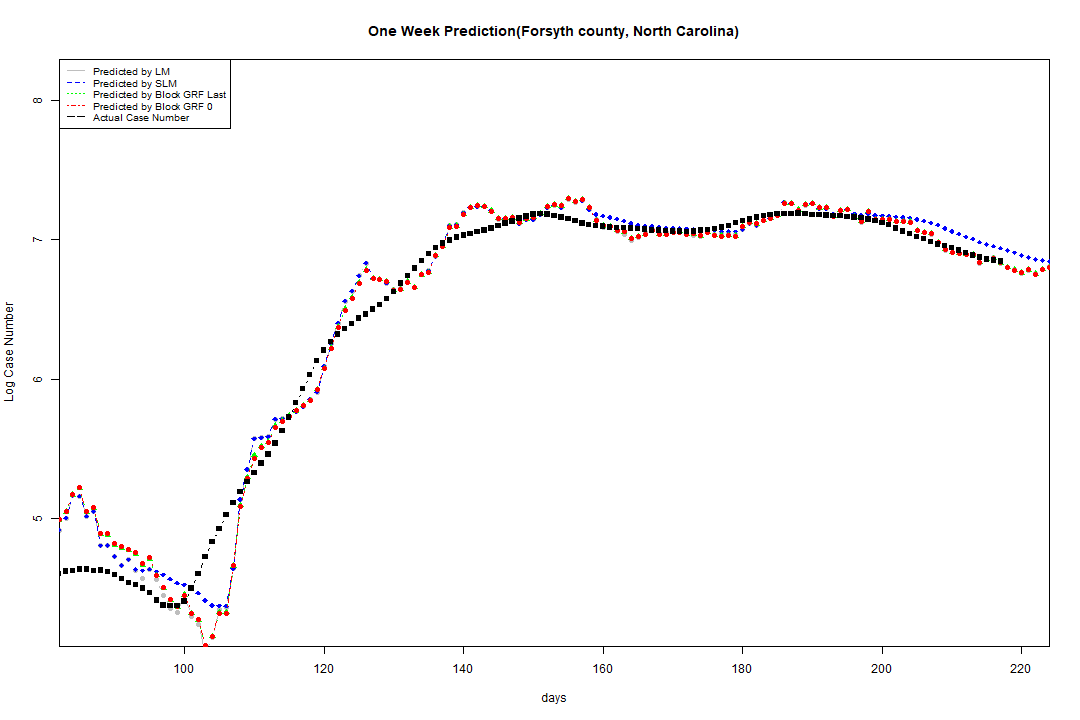 One Week Prediction(Forsyth county, North Carolina)
Predicted by LM
Predicted by SLM
Predicted by Block GRF Last
Predicted by Block GRF 0
Actual Case Number
8
7
6
5
Log Case Number
100 120 140 160 180 200 220
days